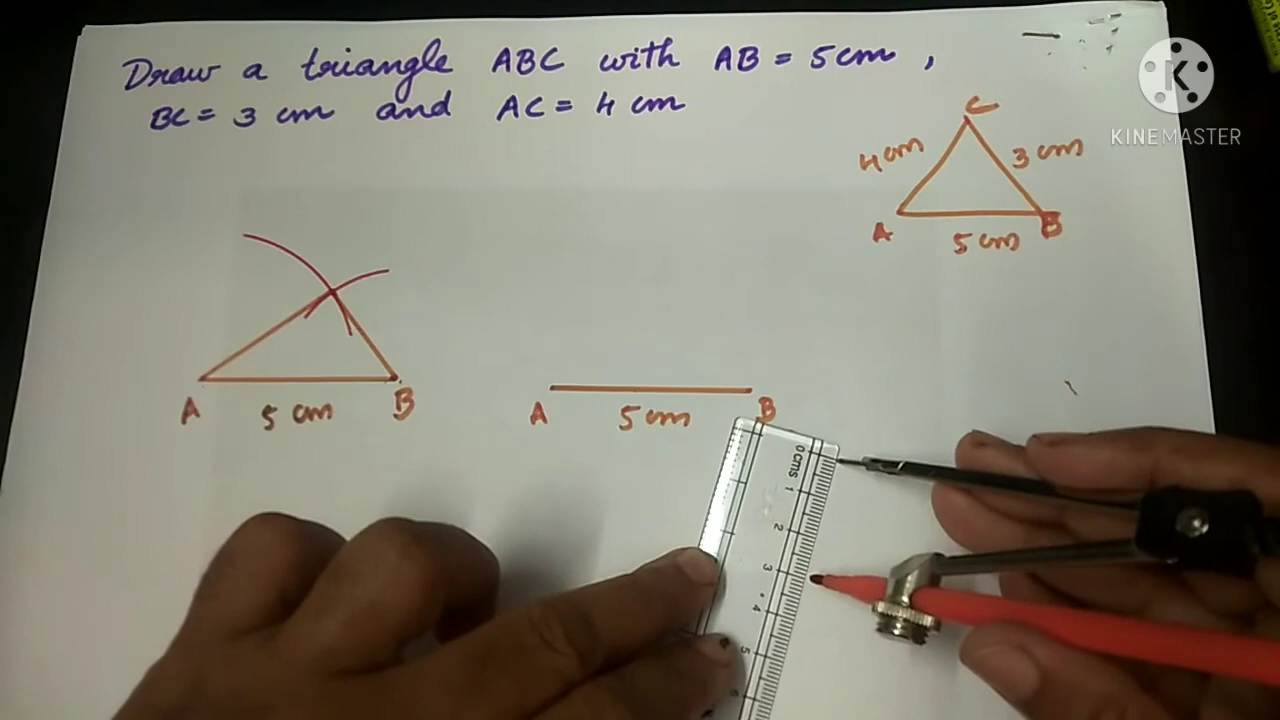 Draw a triangle ABC with AB = 5cm ,
BC = 3 cm and AC = 4 cm
K
KINEMASTER
C
4cm
3 cm
A
5 cm
B
A
5 cm
B
A
5 cm
B
0 cms 1 2 3 4 5 6